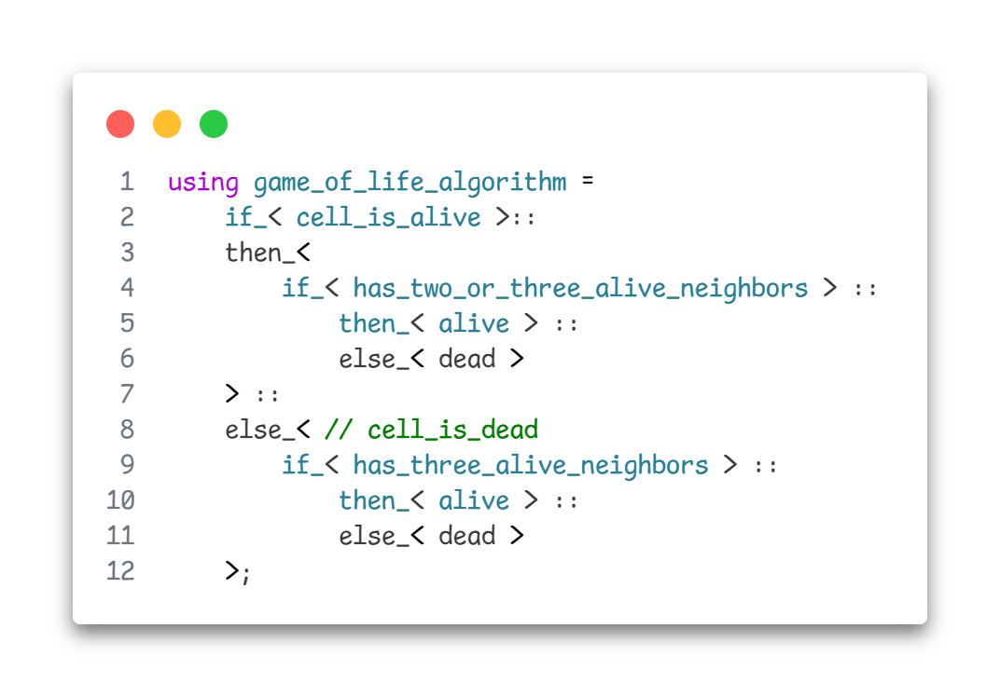 1 using game_of_life_algorithm =
2     if_< cell_is_alive >::
3     then_<
4         if_< has_two_or_three_alive_neighbors > ::
5             then_< alive > ::
6             else_< dead >
7     > ::
8     else_< // cell_is_dead
9         if_< has_three_alive_neighbors > ::
10             then_< alive > ::
11             else_< dead >
12     >;